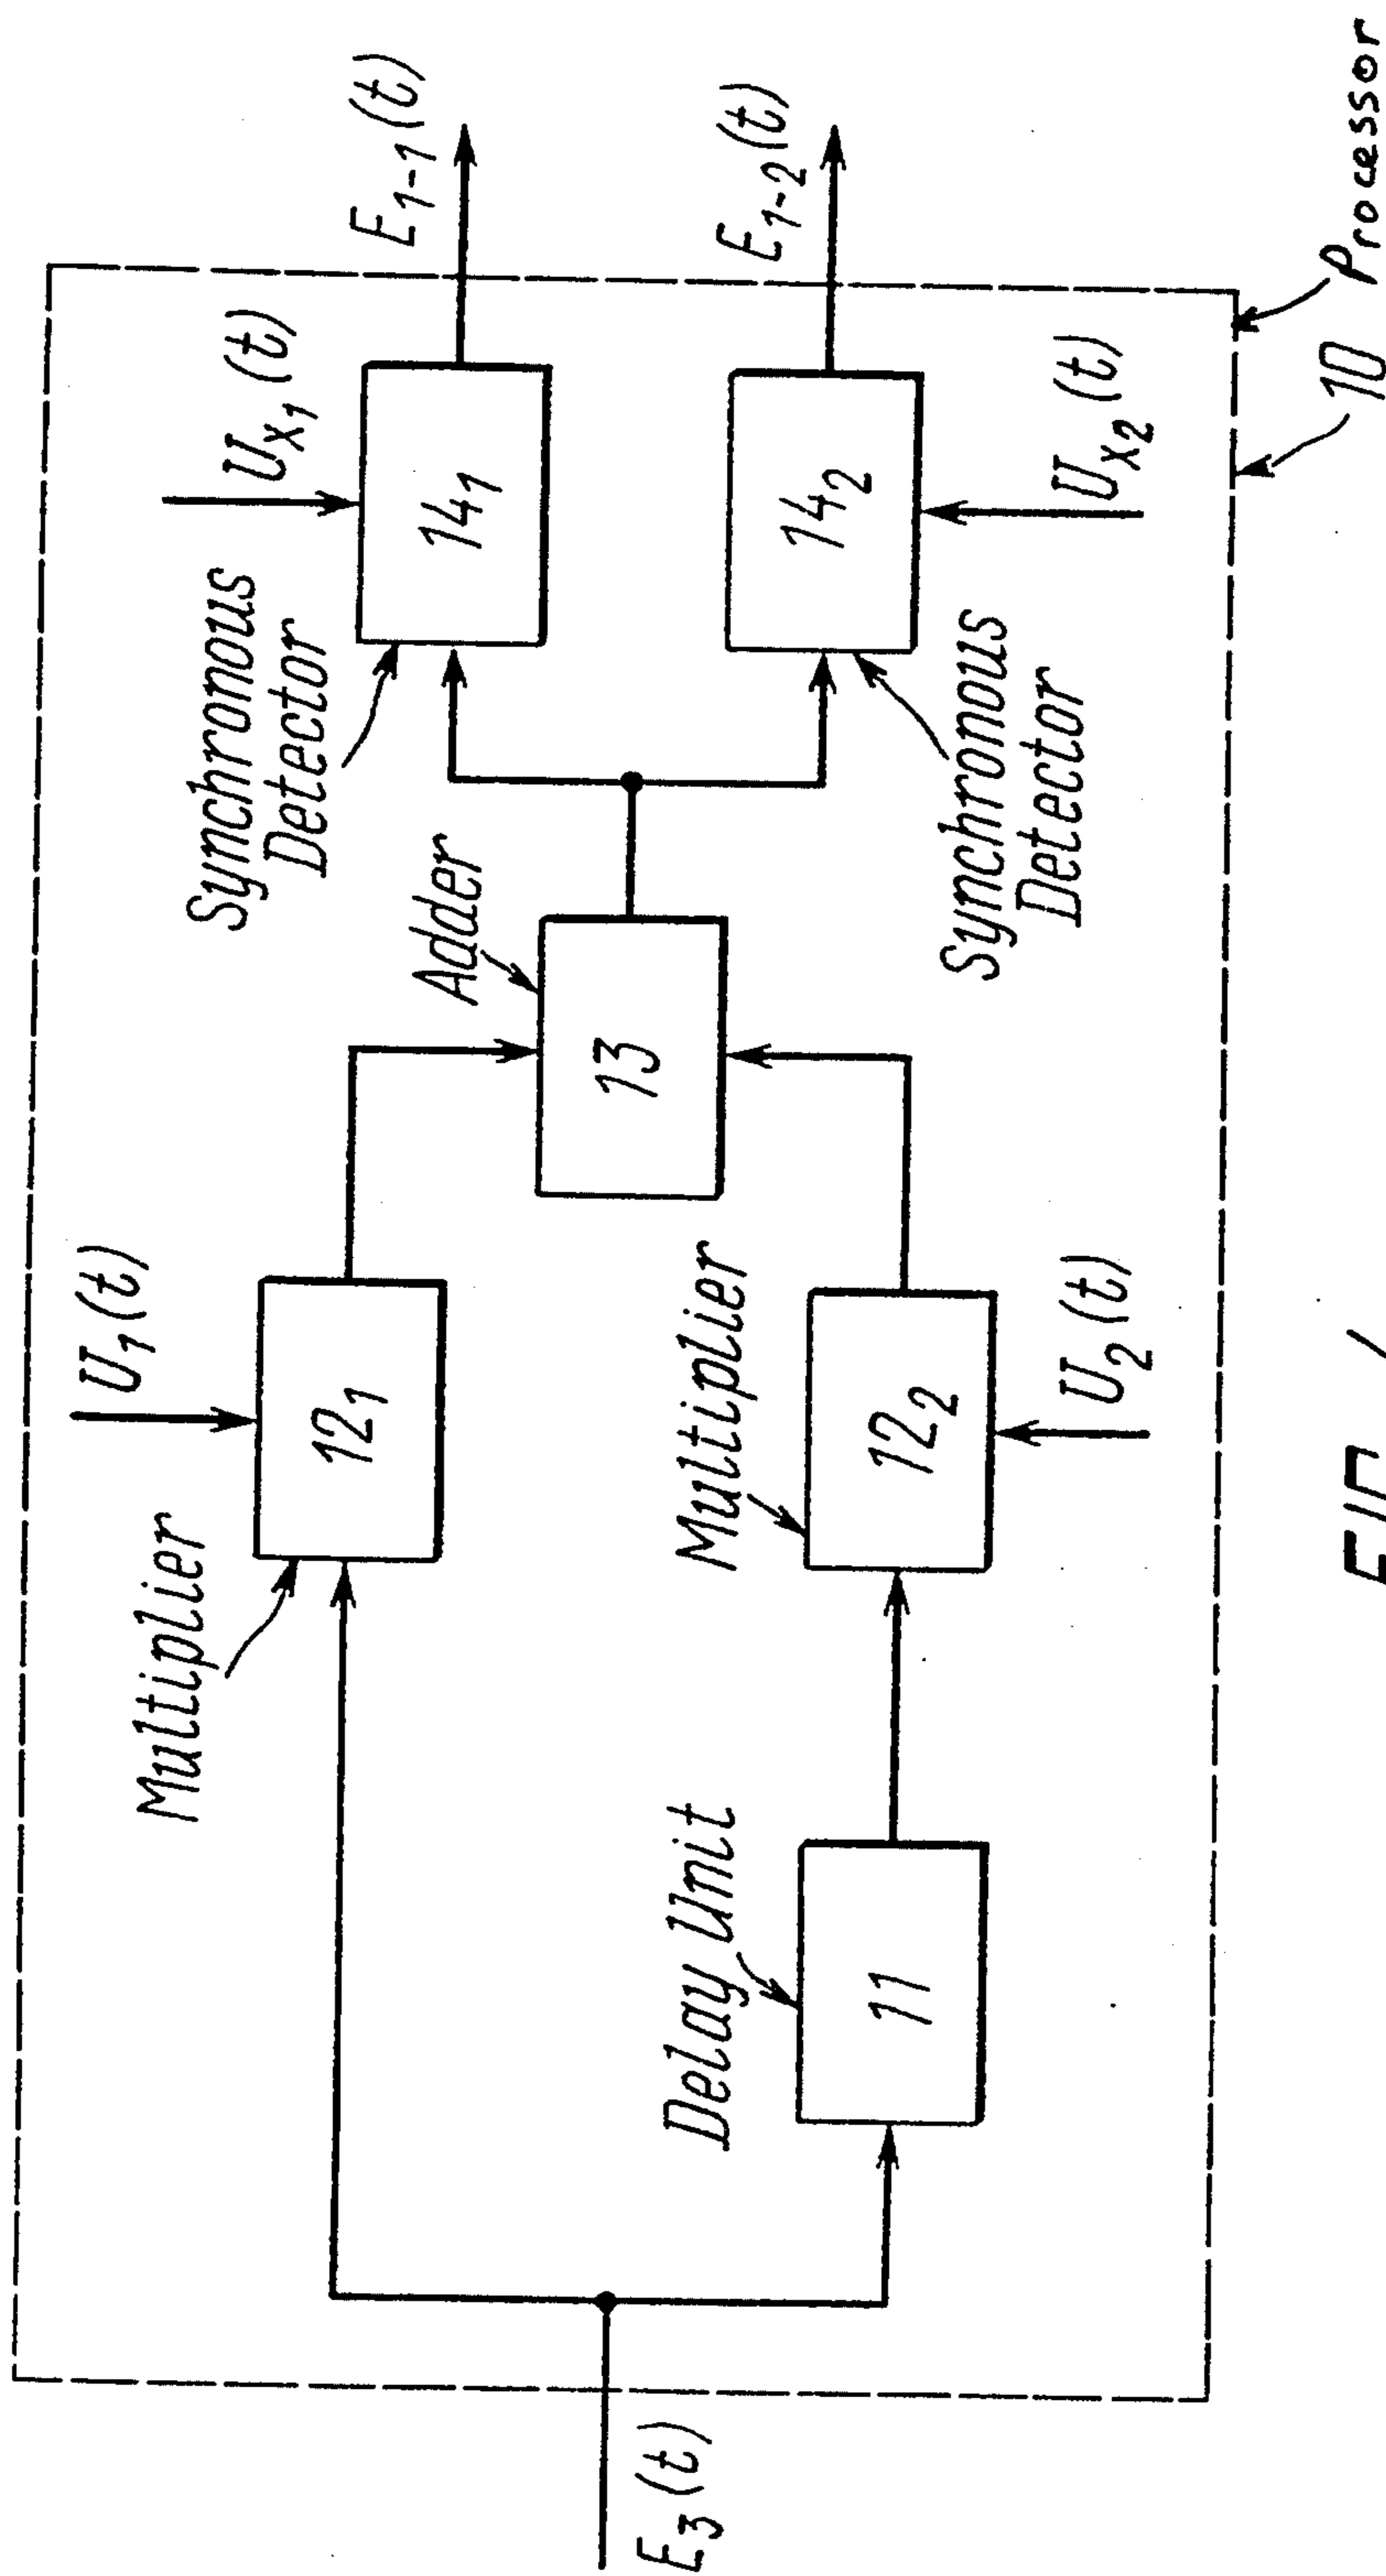 E₃(t)
Multiplier
U₁(t)
12₁
Delay Unit
11
Multiplier
12₂
U₂(t)
Adder
13
Synchronous
Detector
U𝗑₁(t)
14₁
E₁₋₁(t)
14₂
Synchronous
Detector
U𝗑₂(t)
E₁₋₂(t)
10
Processor